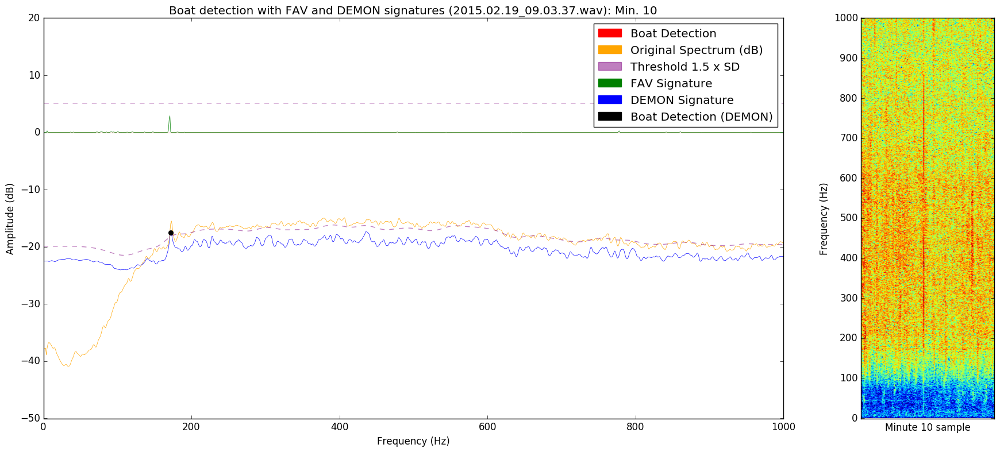 Boat detection with FAV and DEMON signatures (2015.02.19_09.03.37.wav): Min. 10
Boat Detection
Original Spectrum (dB)
Threshold 1.5 x SD
FAV Signature
DEMON Signature
Boat Detection (DEMON)
Amplitude (dB)
20
10
0
−10
−20
−30
−40
−50
0 200 400 600 800 1000
Frequency (Hz)
Frequency (Hz)
1000
900
800
700
600
500
400
300
200
100
0
Minute 10 sample